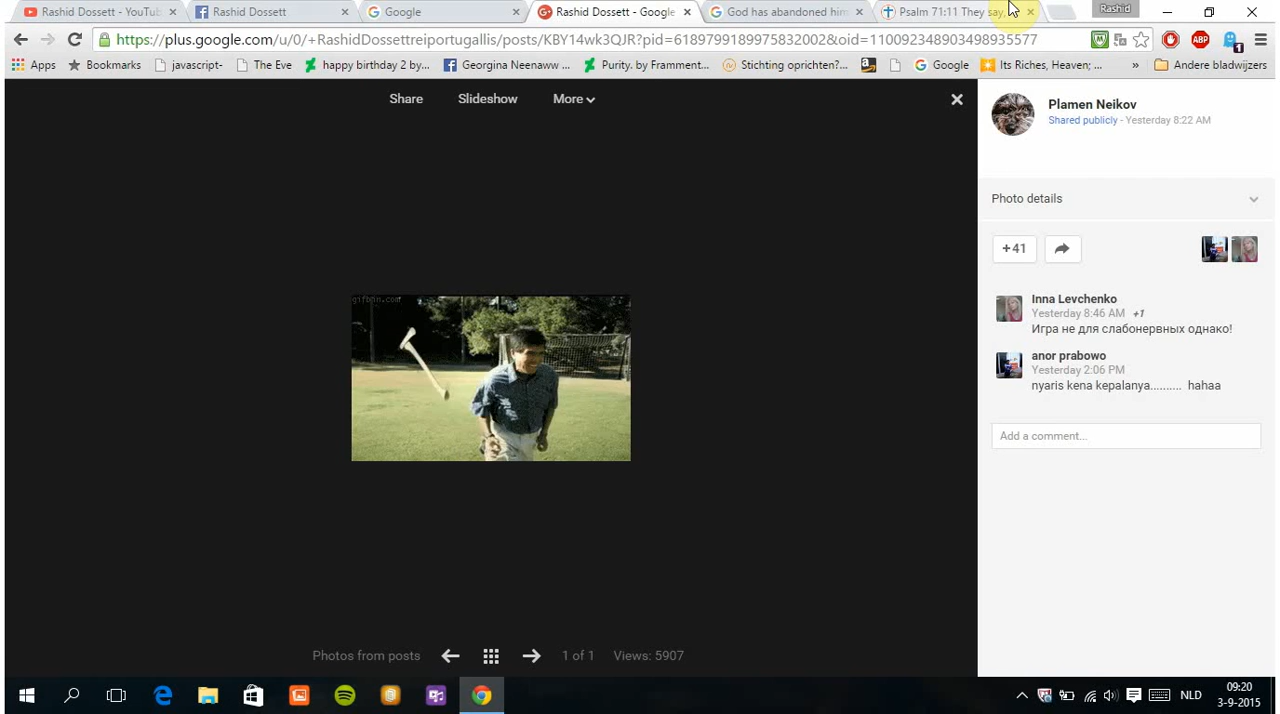 Rashid Dossett - YouTub
Rashid Dossett
Google
Rashid Dossett - Google
God has abandoned him
Psalm 71:11 They say,
Rashid
https://plus.google.com/u/0/+RashidDossettreiportugallis/posts/KBY14wk3QJR?pid=6189799189975832002&oid=110092348903498935577
ABP
1
Apps
Bookmarks
javascript-
The Eve
happy birthday 2 by...
Georgina Neenaww ...
Purity. by Framment...
Stichting oprichten?...
Google
Its Riches, Heaven; ...
»
Andere bladwijzers
Share
Slideshow
More
Plamen Neikov
Shared publicly - Yesterday 8:22 AM
Photo details
+41
gifbin.com
Inna Levchenko
Yesterday 8:46 AM +1
Игра не для слабонервных однако!
anor prabowo
Yesterday 2:06 PM
nyaris kena kepalanya.......... hahaa
Add a comment...
Photos from posts
1 of 1
Views: 5907
NLD
09:20
3-9-2015